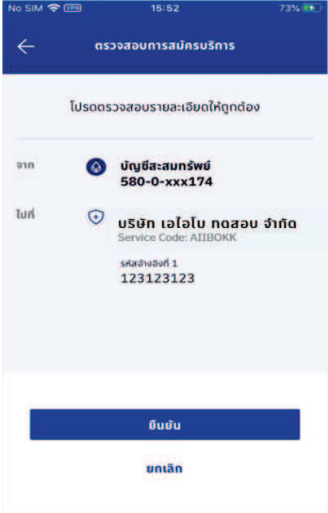 No SIM VPN 15:52 73%
ตรวจสอบการสมัครบริการ
โปรดตรวจสอบรายละเอียดให้ถูกต้อง
จาก บัญชีสะสมทรัพย์
580-0-xxx174
ไปที่ บริษัท เอไอโบ ทดสอบ จำกัด
Service Code: AIIBOKK
รหัสอ้างอิงที่ 1
123123123
ยืนยัน
ยกเลิก